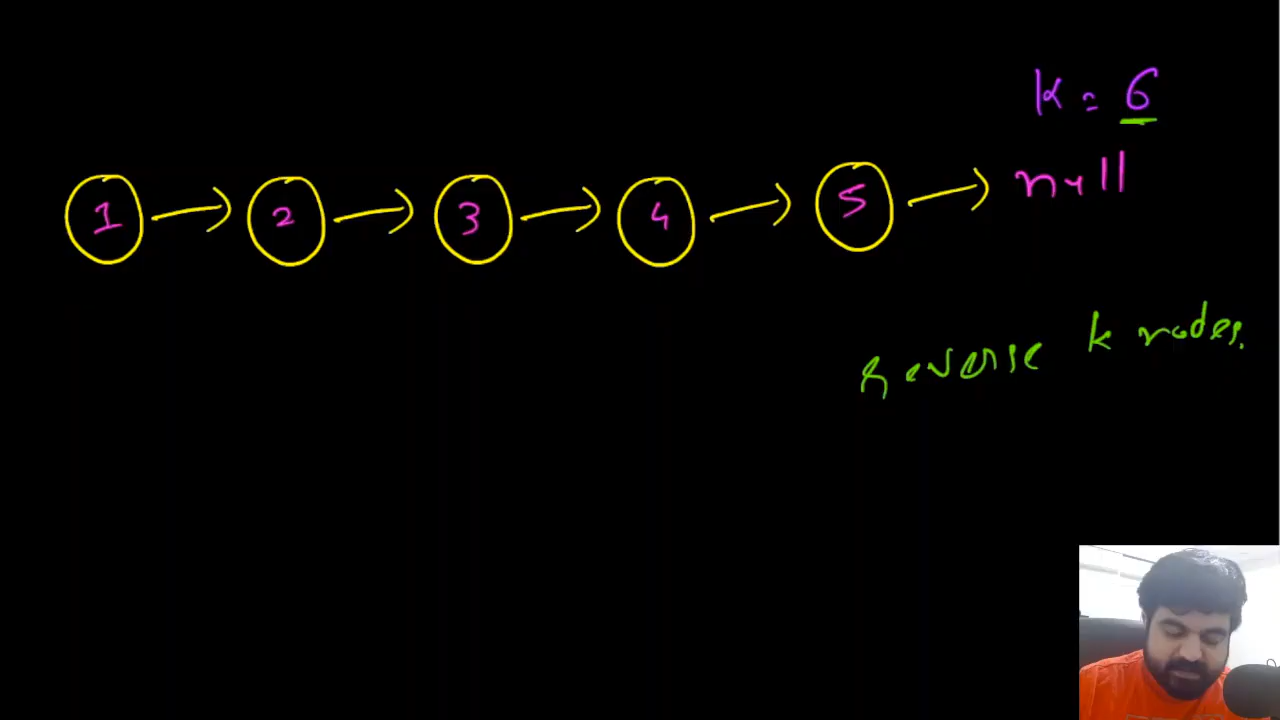 k = 6
1 → 2 → 3 → 4 → 5 → null
reverse k nodes.